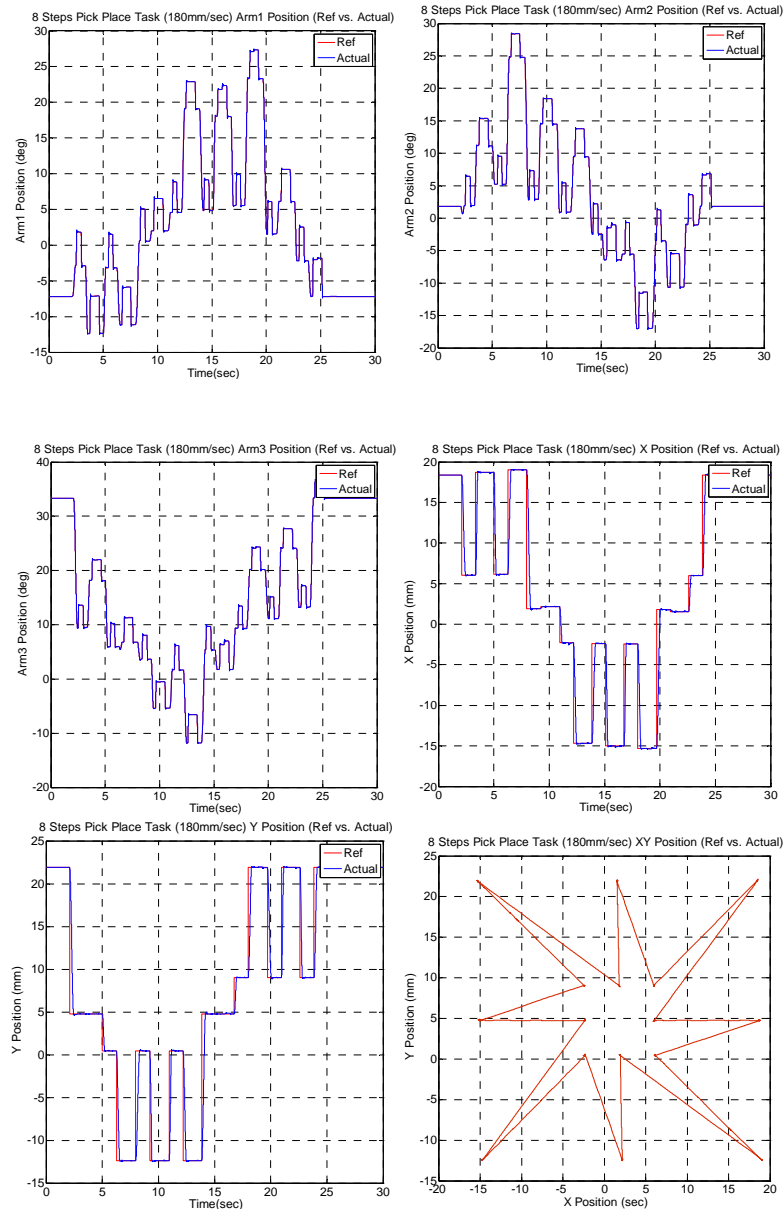 8 Steps Pick Place Task (180mm/sec) Arm1 Position (Ref vs. Actual)
30
25
20
15
10
5
0
-5
-10
-15
0 5 10 15 20 25 30
Time(sec)
Arm1 Position (deg)
Ref
Actual
8 Steps Pick Place Task (180mm/sec) Arm2 Position (Ref vs. Actual)
30
25
20
15
10
5
0
-5
-10
-15
-20
0 5 10 15 20 25 30
Time(sec)
Arm2 Position (deg)
Ref
Actual
8 Steps Pick Place Task (180mm/sec) Arm3 Position (Ref vs. Actual)
40
30
20
10
0
-10
-20
0 5 10 15 20 25 30
Time(sec)
Arm3 Position (deg)
Ref
Actual
8 Steps Pick Place Task (180mm/sec) X Position (Ref vs. Actual)
20
15
10
5
0
-5
-10
-15
-20
0 5 10 15 20 25 30
Time(sec)
X Position (mm)
Ref
Actual
8 Steps Pick Place Task (180mm/sec) Y Position (Ref vs. Actual)
25
20
15
10
5
0
-5
-10
-15
0 5 10 15 20 25 30
Time(sec)
Y Position (mm)
Ref
Actual
8 Steps Pick Place Task (180mm/sec) XY Position (Ref vs. Actual)
25
20
15
10
5
0
-5
-10
-15
-20 -15 -10 -5 0 5 10 15 20
X Position (sec)
Y Position (mm)